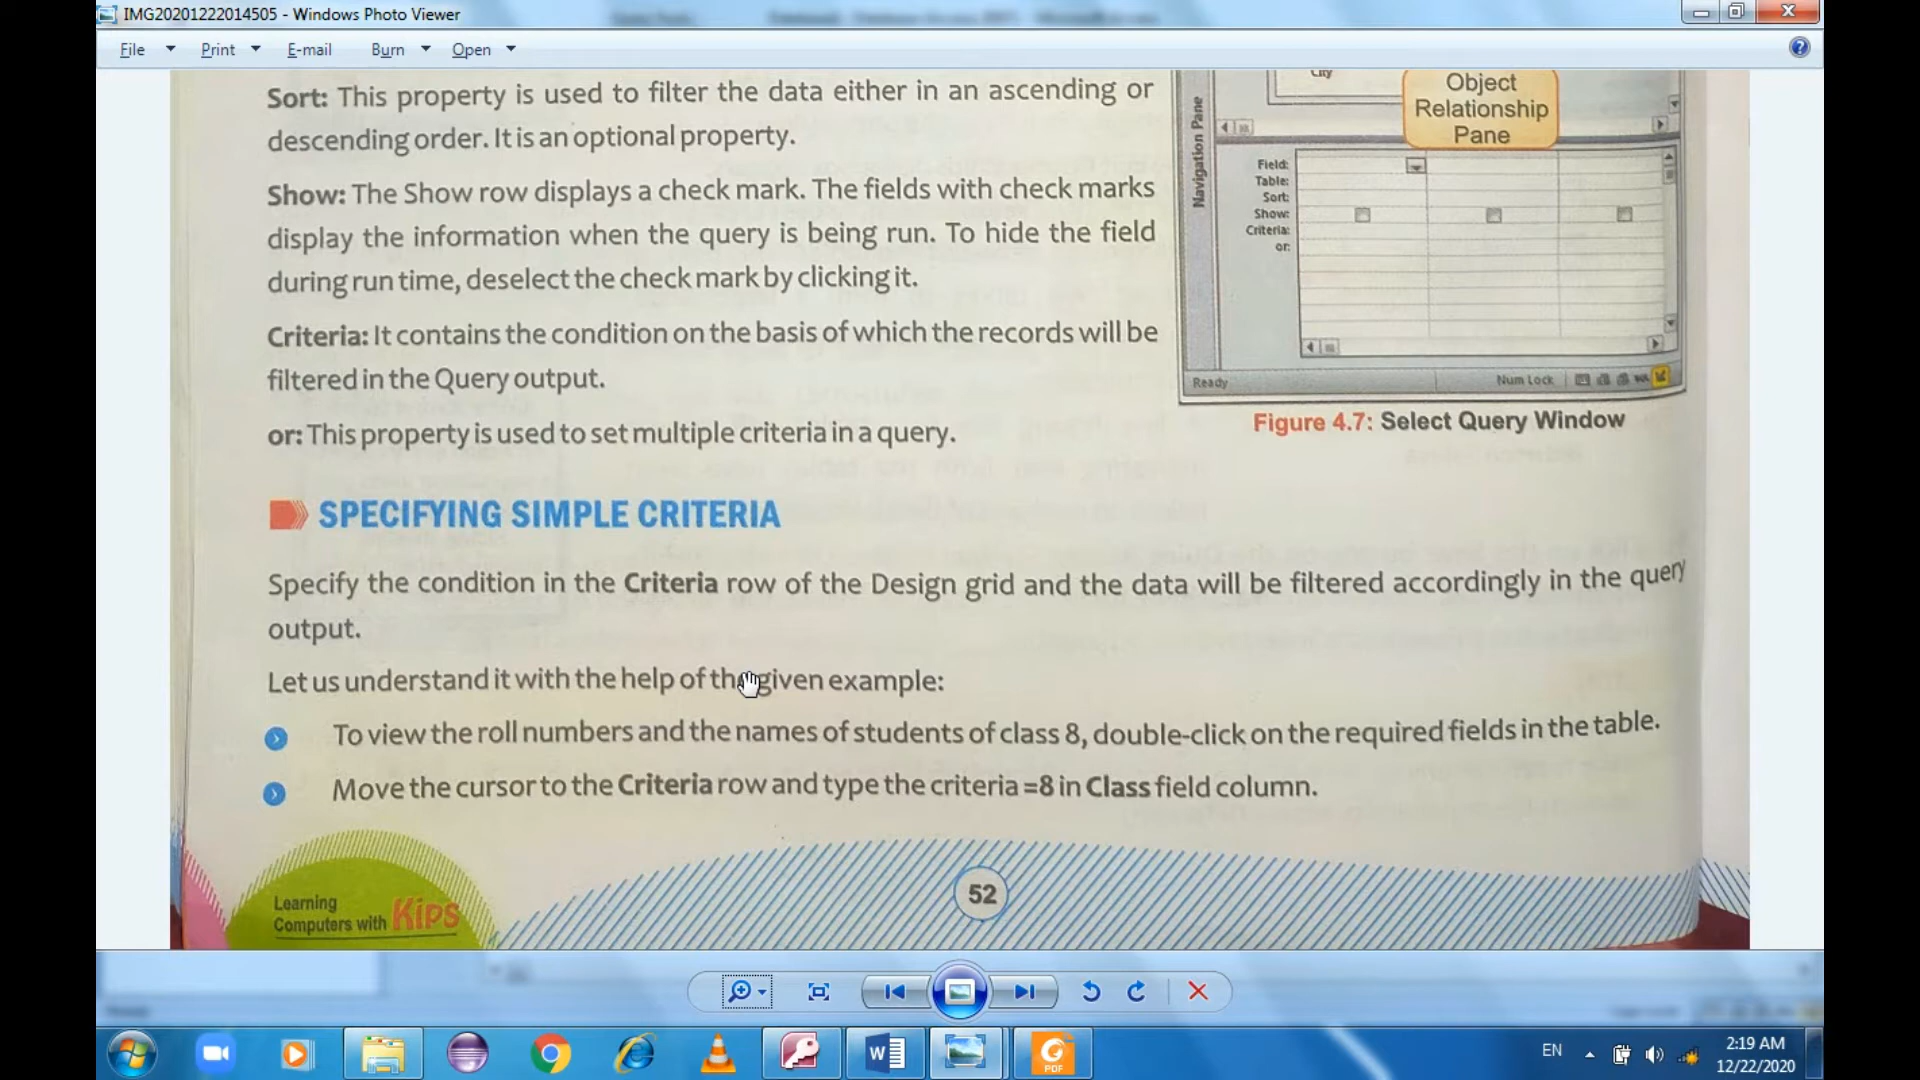 IMG20201222014505 - Windows Photo Viewer
File Print E-mail Burn Open
Sort: This property is used to filter the data either in an ascending or
descending order. It is an optional property.
Show: The Show row displays a check mark. The fields with check marks
display the information when the query is being run. To hide the field
during run time, deselect the check mark by clicking it.
Criteria: It contains the condition on the basis of which the records will be
filtered in the Query output.
or: This property is used to set multiple criteria in a query.
City
Object
Relationship
Pane
Navigation Pane
Field:
Table:
Sort:
Show:
Criteria:
or:
Ready Num Lock
Figure 4.7: Select Query Window
SPECIFYING SIMPLE CRITERIA
Specify the condition in the Criteria row of the Design grid and the data will be filtered accordingly in the query
output.
Let us understand it with the help of the given example:
To view the roll numbers and the names of students of class 8, double-click on the required fields in the table.
Move the cursor to the Criteria row and type the criteria =8 in Class field column.
Learning
Computers with Kips
52
PDF
EN
2:19 AM
12/22/2020